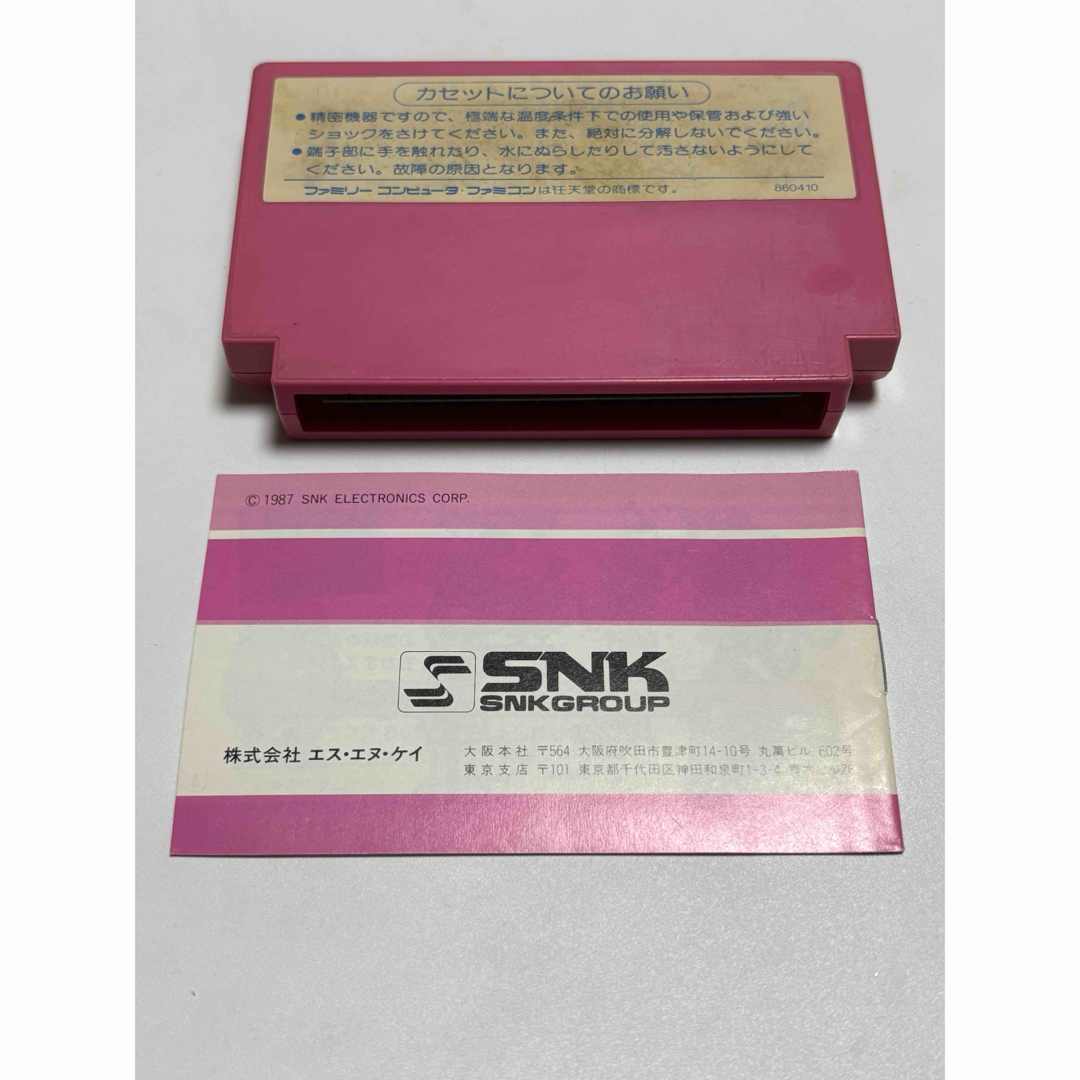 カセットについてのお願い
●精密機器ですので、極端な温度条件下での使用や保管および強い
ショックをさけてください。また、絶対に分解しないでください。
●端子部に手を触れたり、水にぬらしたりして汚さないようにして
ください。故障の原因となります。
ファミリー コンピュータ・ファミコンは任天堂の商標です。 860410
© 1987 SNK ELECTRONICS CORP.
SNK
SNKGROUP
株式会社 エス・エヌ・ケイ
大阪本社 〒564 大阪府吹田市豊津町14-10号 丸萬ビル 602号
東京支店 〒101 東京都千代田区神田和泉町1-3-4